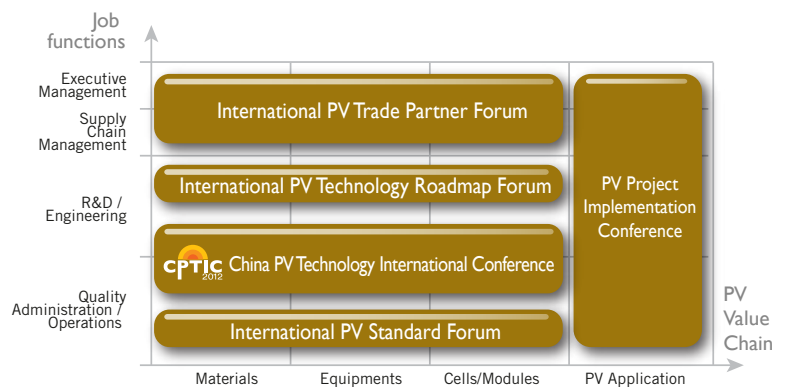 Job
functions
Executive
Management
Supply
Chain
Management
R&D /
Engineering
Quality
Administration /
Operations
International PV Trade Partner Forum
International PV Technology Roadmap Forum
CPTIC
2012
China PV Technology International Conference
International PV Standard Forum
PV Project
Implementation
Conference
Materials
Equipments
Cells/Modules
PV Application
PV
Value
Chain